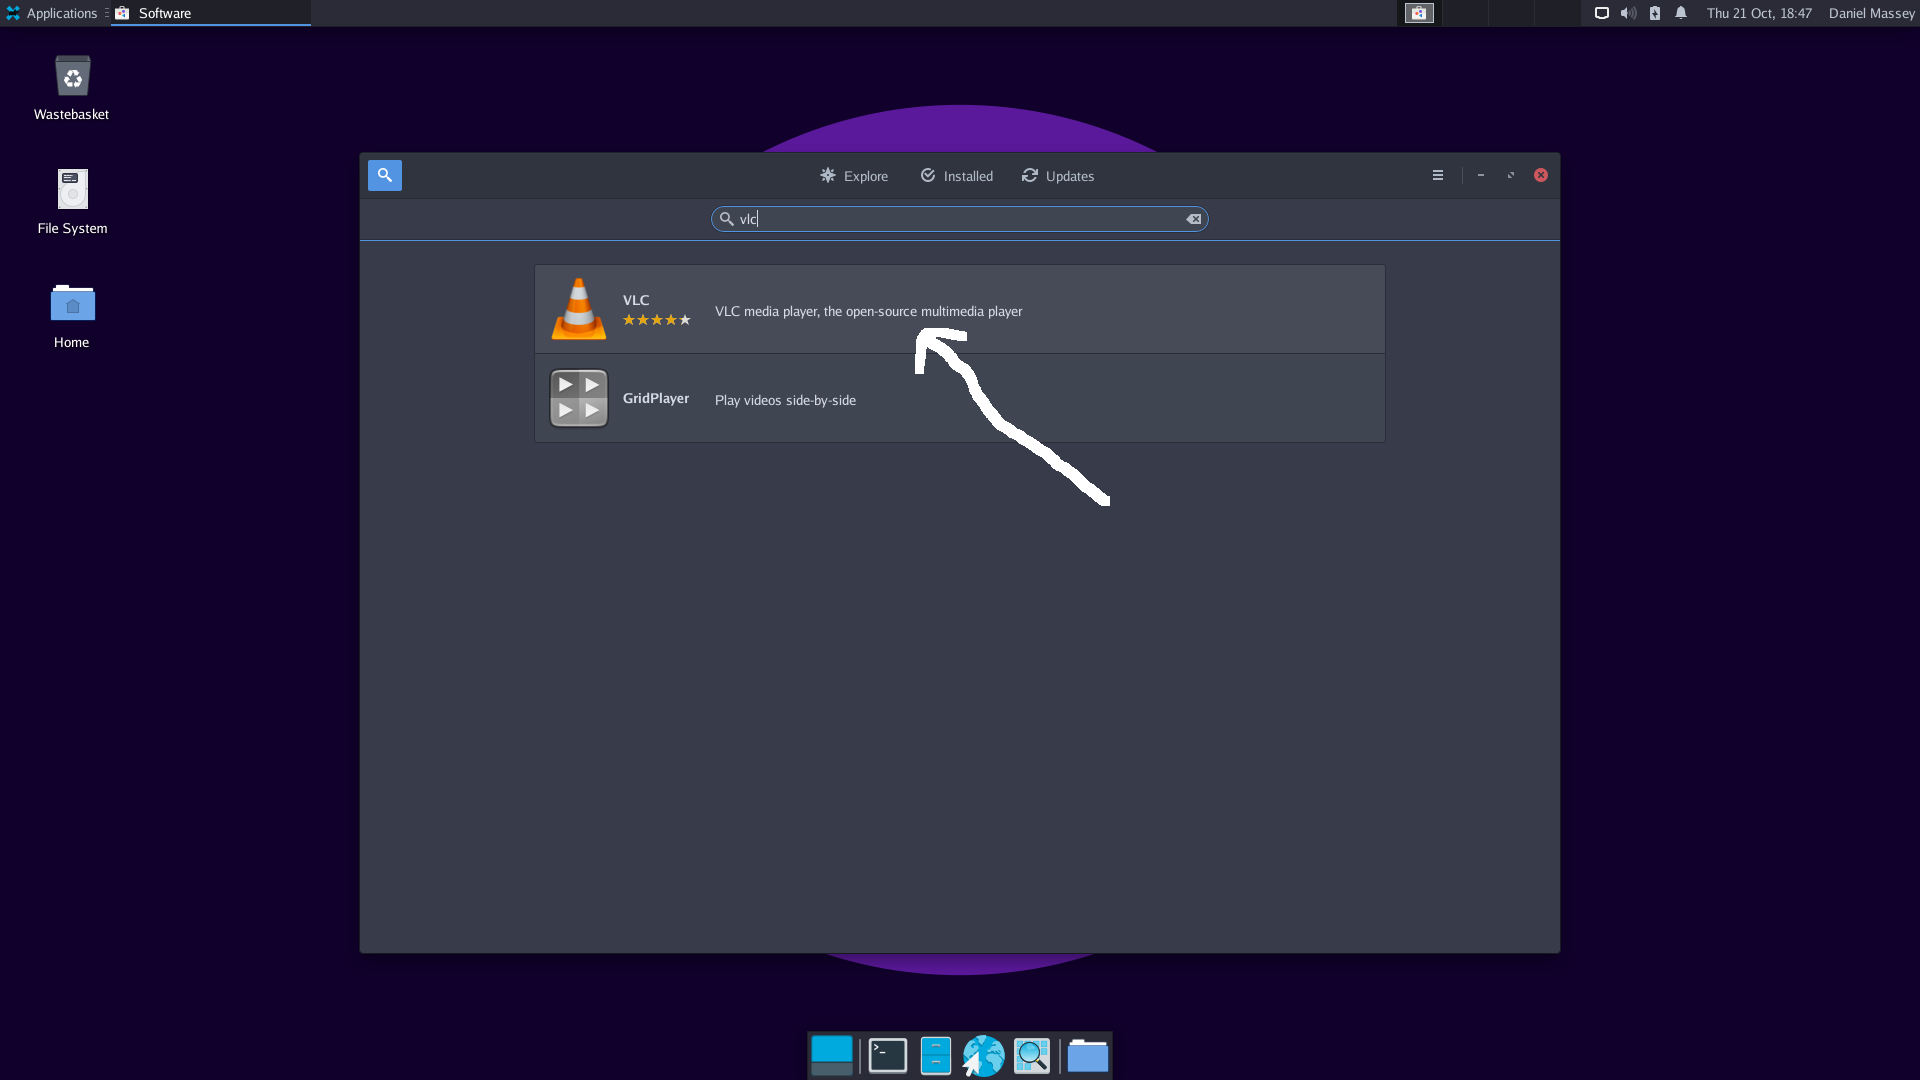 Applications
Software
Thu 21 Oct, 18:47
Daniel Massey
Wastebasket
File System
Home
Explore
Installed
Updates
vlc
VLC
VLC media player, the open-source multimedia player
GridPlayer
Play videos side-by-side